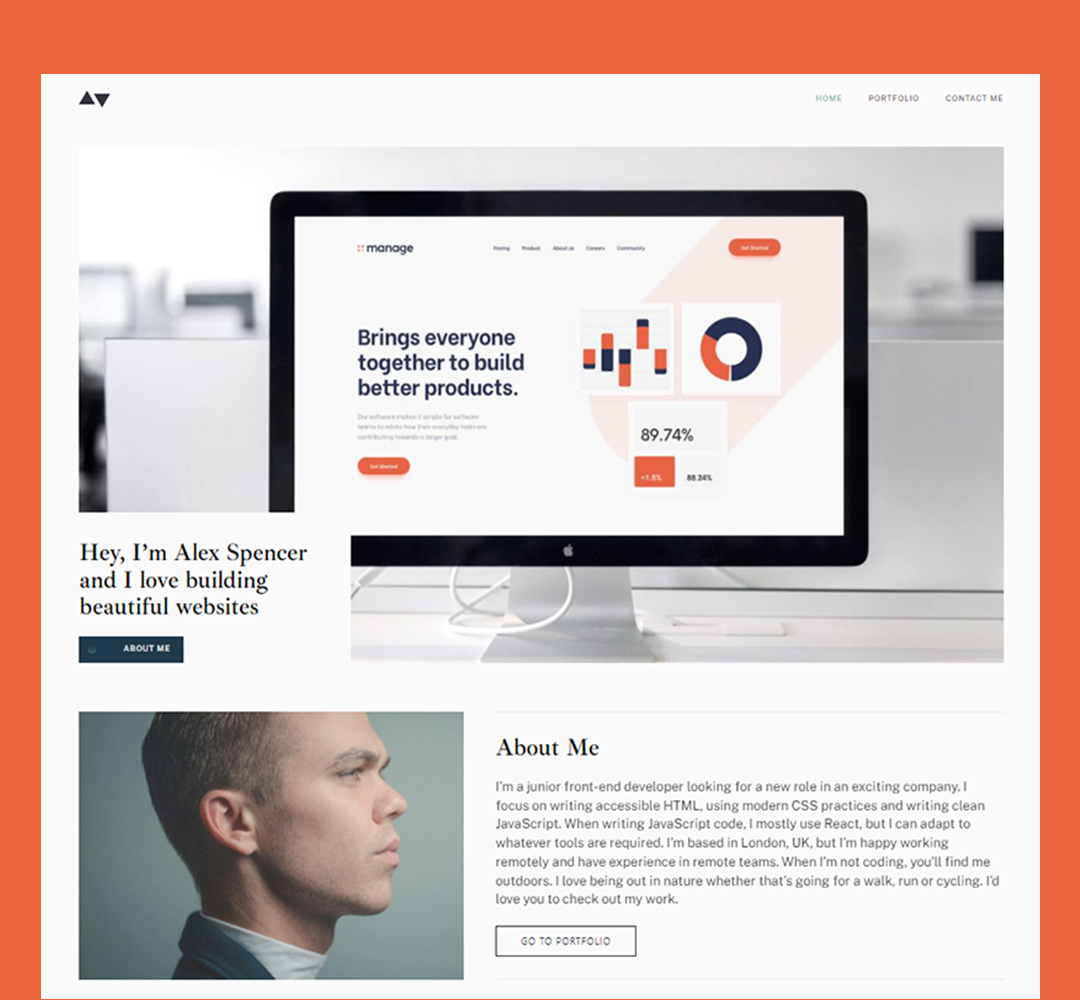 HOME PORTFOLIO CONTACT ME
manage Pricing Product About Us Careers Community Get Started
Brings everyone
together to build
better products.
Our software makes it simple for software
teams to relate how their everyday tasks are
contributing towards a larger goal.
Get Started
89.74%
+1.5% 88.24%
Hey, I'm Alex Spencer
and I love building
beautiful websites
ABOUT ME
About Me
I'm a junior front-end developer looking for a new role in an exciting company. I
focus on writing accessible HTML, using modern CSS practices and writing clean
JavaScript. When writing JavaScript code, I mostly use React, but I can adapt to
whatever tools are required. I'm based in London, UK, but I'm happy working
remotely and have experience in remote teams. When I'm not coding, you'll find me
outdoors. I love being out in nature whether that's going for a walk, run or cycling. I'd
love you to check out my work.
GO TO PORTFOLIO